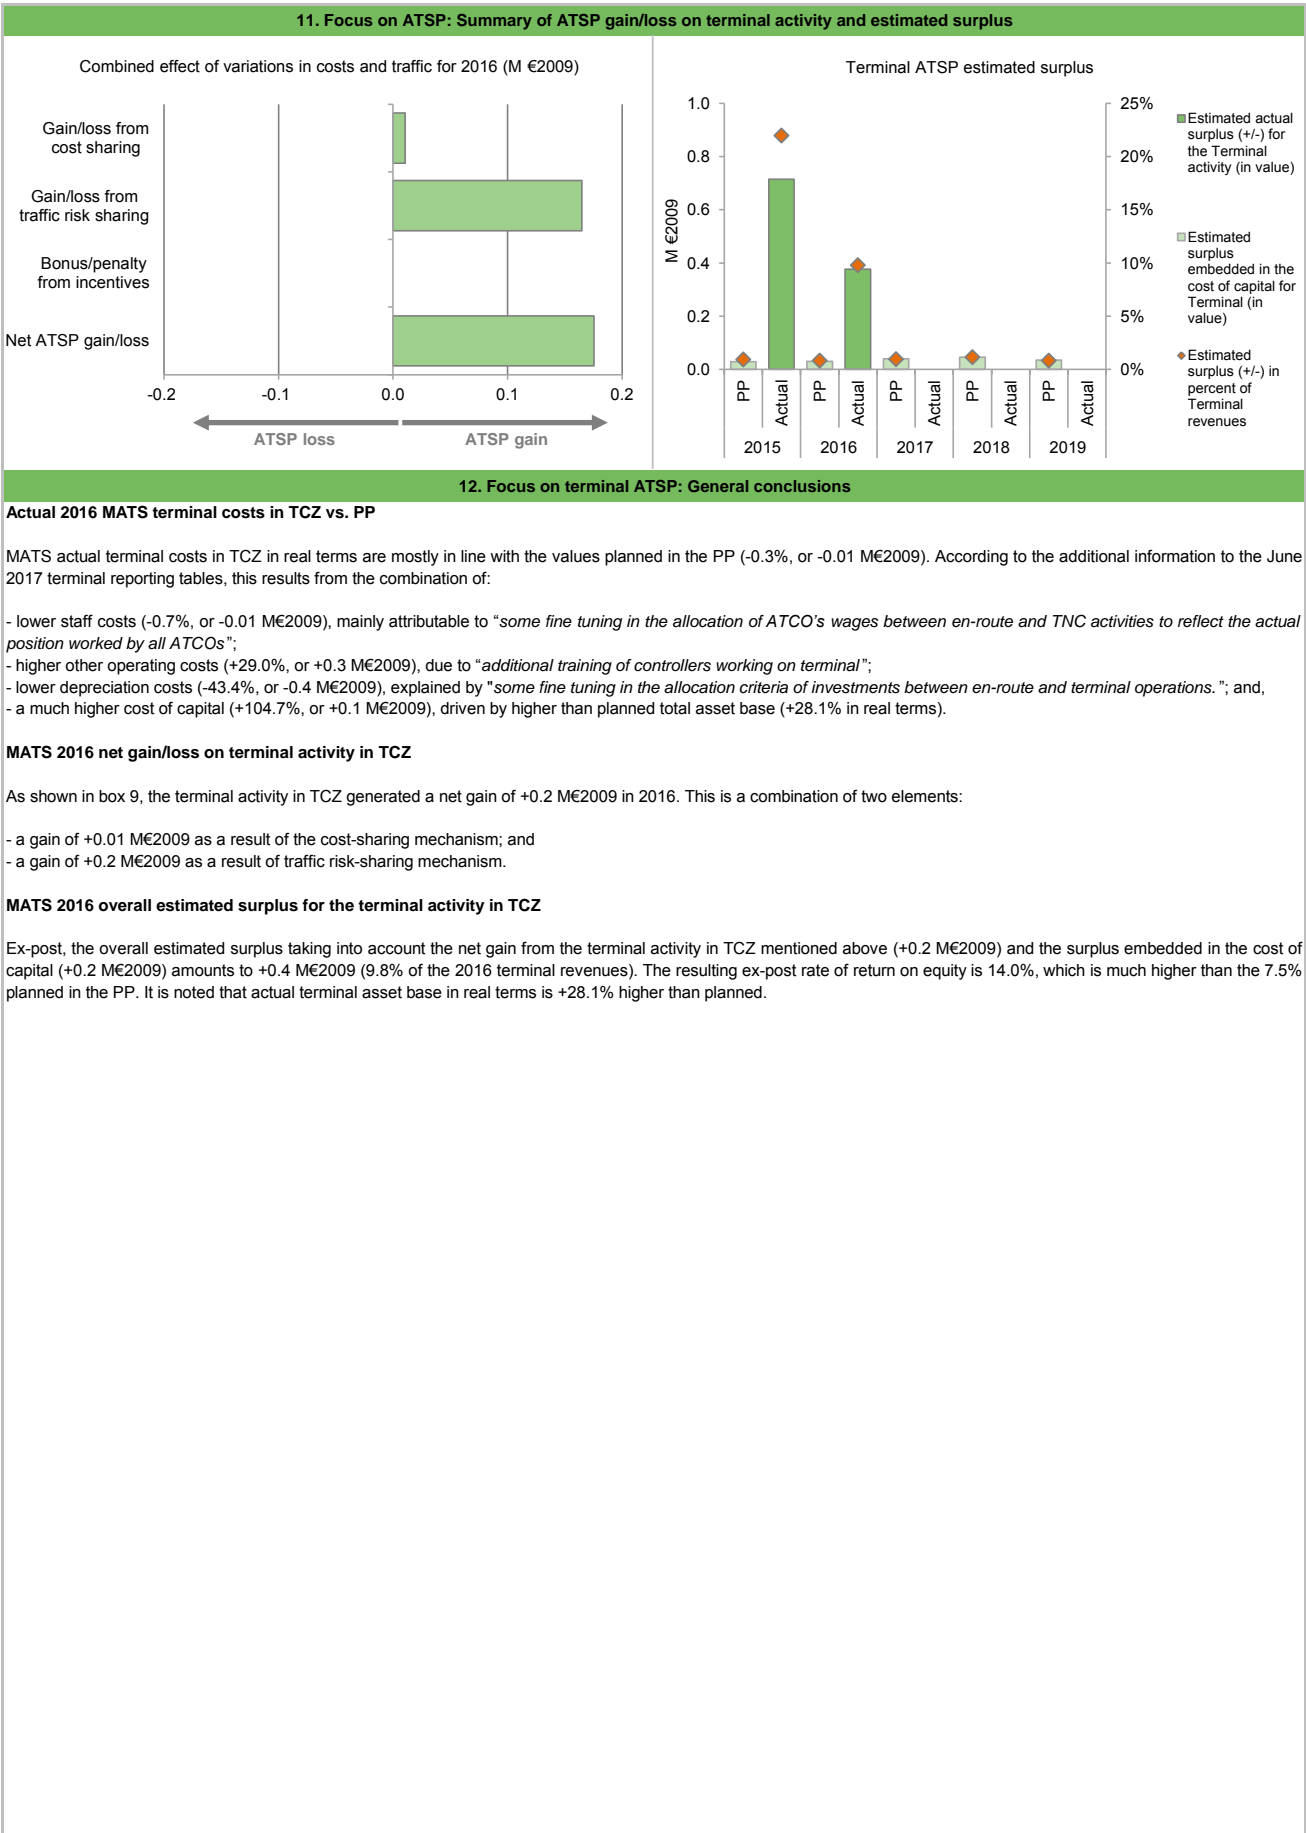 11. Focus on ATSP: Summary of ATSP gain/loss on terminal activity and estimated surplus
Combined effect of variations in costs and traffic for 2016 (M €2009)
Gain/loss from
cost sharing
Gain/loss from
traffic risk sharing
Bonus/penalty
from incentives
Net ATSP gain/loss
-0.2 -0.1 0.0 0.1 0.2
ATSP loss ATSP gain
Terminal ATSP estimated surplus
M €2009
1.0
0.8
0.6
0.4
0.2
0.0
25%
20%
15%
10%
5%
0%
PP Actual PP Actual PP Actual PP Actual PP Actual
2015 2016 2017 2018 2019
Estimated actual
surplus (+/-) for
the Terminal
activity (in value)
Estimated
surplus
embedded in the
cost of capital for
Terminal (in
value)
Estimated
surplus (+/-) in
percent of
Terminal
revenues
12. Focus on terminal ATSP: General conclusions
Actual 2016 MATS terminal costs in TCZ vs. PP
MATS actual terminal costs in TCZ in real terms are mostly in line with the values planned in the PP (-0.3%, or -0.01 M€2009). According to the additional information to the June
2017 terminal reporting tables, this results from the combination of:
- lower staff costs (-0.7%, or -0.01 M€2009), mainly attributable to “some fine tuning in the allocation of ATCO’s wages between en-route and TNC activities to reflect the actual
position worked by all ATCOs”;
- higher other operating costs (+29.0%, or +0.3 M€2009), due to “additional training of controllers working on terminal”;
- lower depreciation costs (-43.4%, or -0.4 M€2009), explained by "some fine tuning in the allocation criteria of investments between en-route and terminal operations. ”; and,
- a much higher cost of capital (+104.7%, or +0.1 M€2009), driven by higher than planned total asset base (+28.1% in real terms).
MATS 2016 net gain/loss on terminal activity in TCZ
As shown in box 9, the terminal activity in TCZ generated a net gain of +0.2 M€2009 in 2016. This is a combination of two elements:
- a gain of +0.01 M€2009 as a result of the cost-sharing mechanism; and
- a gain of +0.2 M€2009 as a result of traffic risk-sharing mechanism.
MATS 2016 overall estimated surplus for the terminal activity in TCZ
Ex-post, the overall estimated surplus taking into account the net gain from the terminal activity in TCZ mentioned above (+0.2 M€2009) and the surplus embedded in the cost of
capital (+0.2 M€2009) amounts to +0.4 M€2009 (9.8% of the 2016 terminal revenues). The resulting ex-post rate of return on equity is 14.0%, which is much higher than the 7.5%
planned in the PP. It is noted that actual terminal asset base in real terms is +28.1% higher than planned.